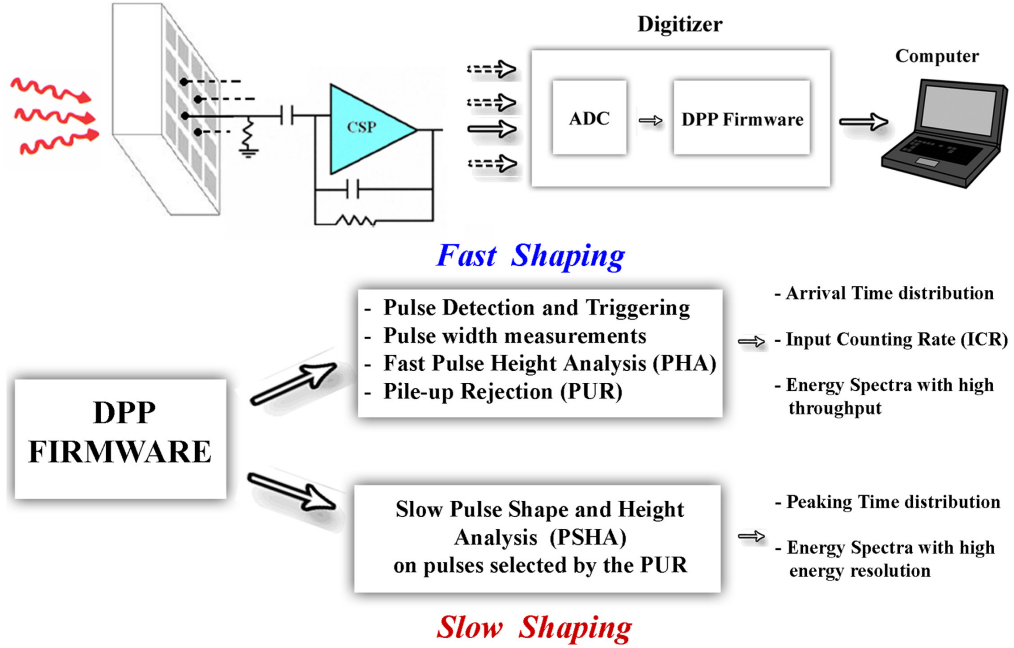 Digitizer
Computer
CSP
ADC
DPP Firmware
Fast Shaping
- Pulse Detection and Triggering
- Pulse width measurements
- Fast Pulse Height Analysis (PHA)
- Pile-up Rejection (PUR)
- Arrival Time distribution
- Input Counting Rate (ICR)
- Energy Spectra with high
throughput
DPP
FIRMWARE
Slow Pulse Shape and Height
Analysis (PSHA)
on pulses selected by the PUR
- Peaking Time distribution
- Energy Spectra with high
energy resolution
Slow Shaping